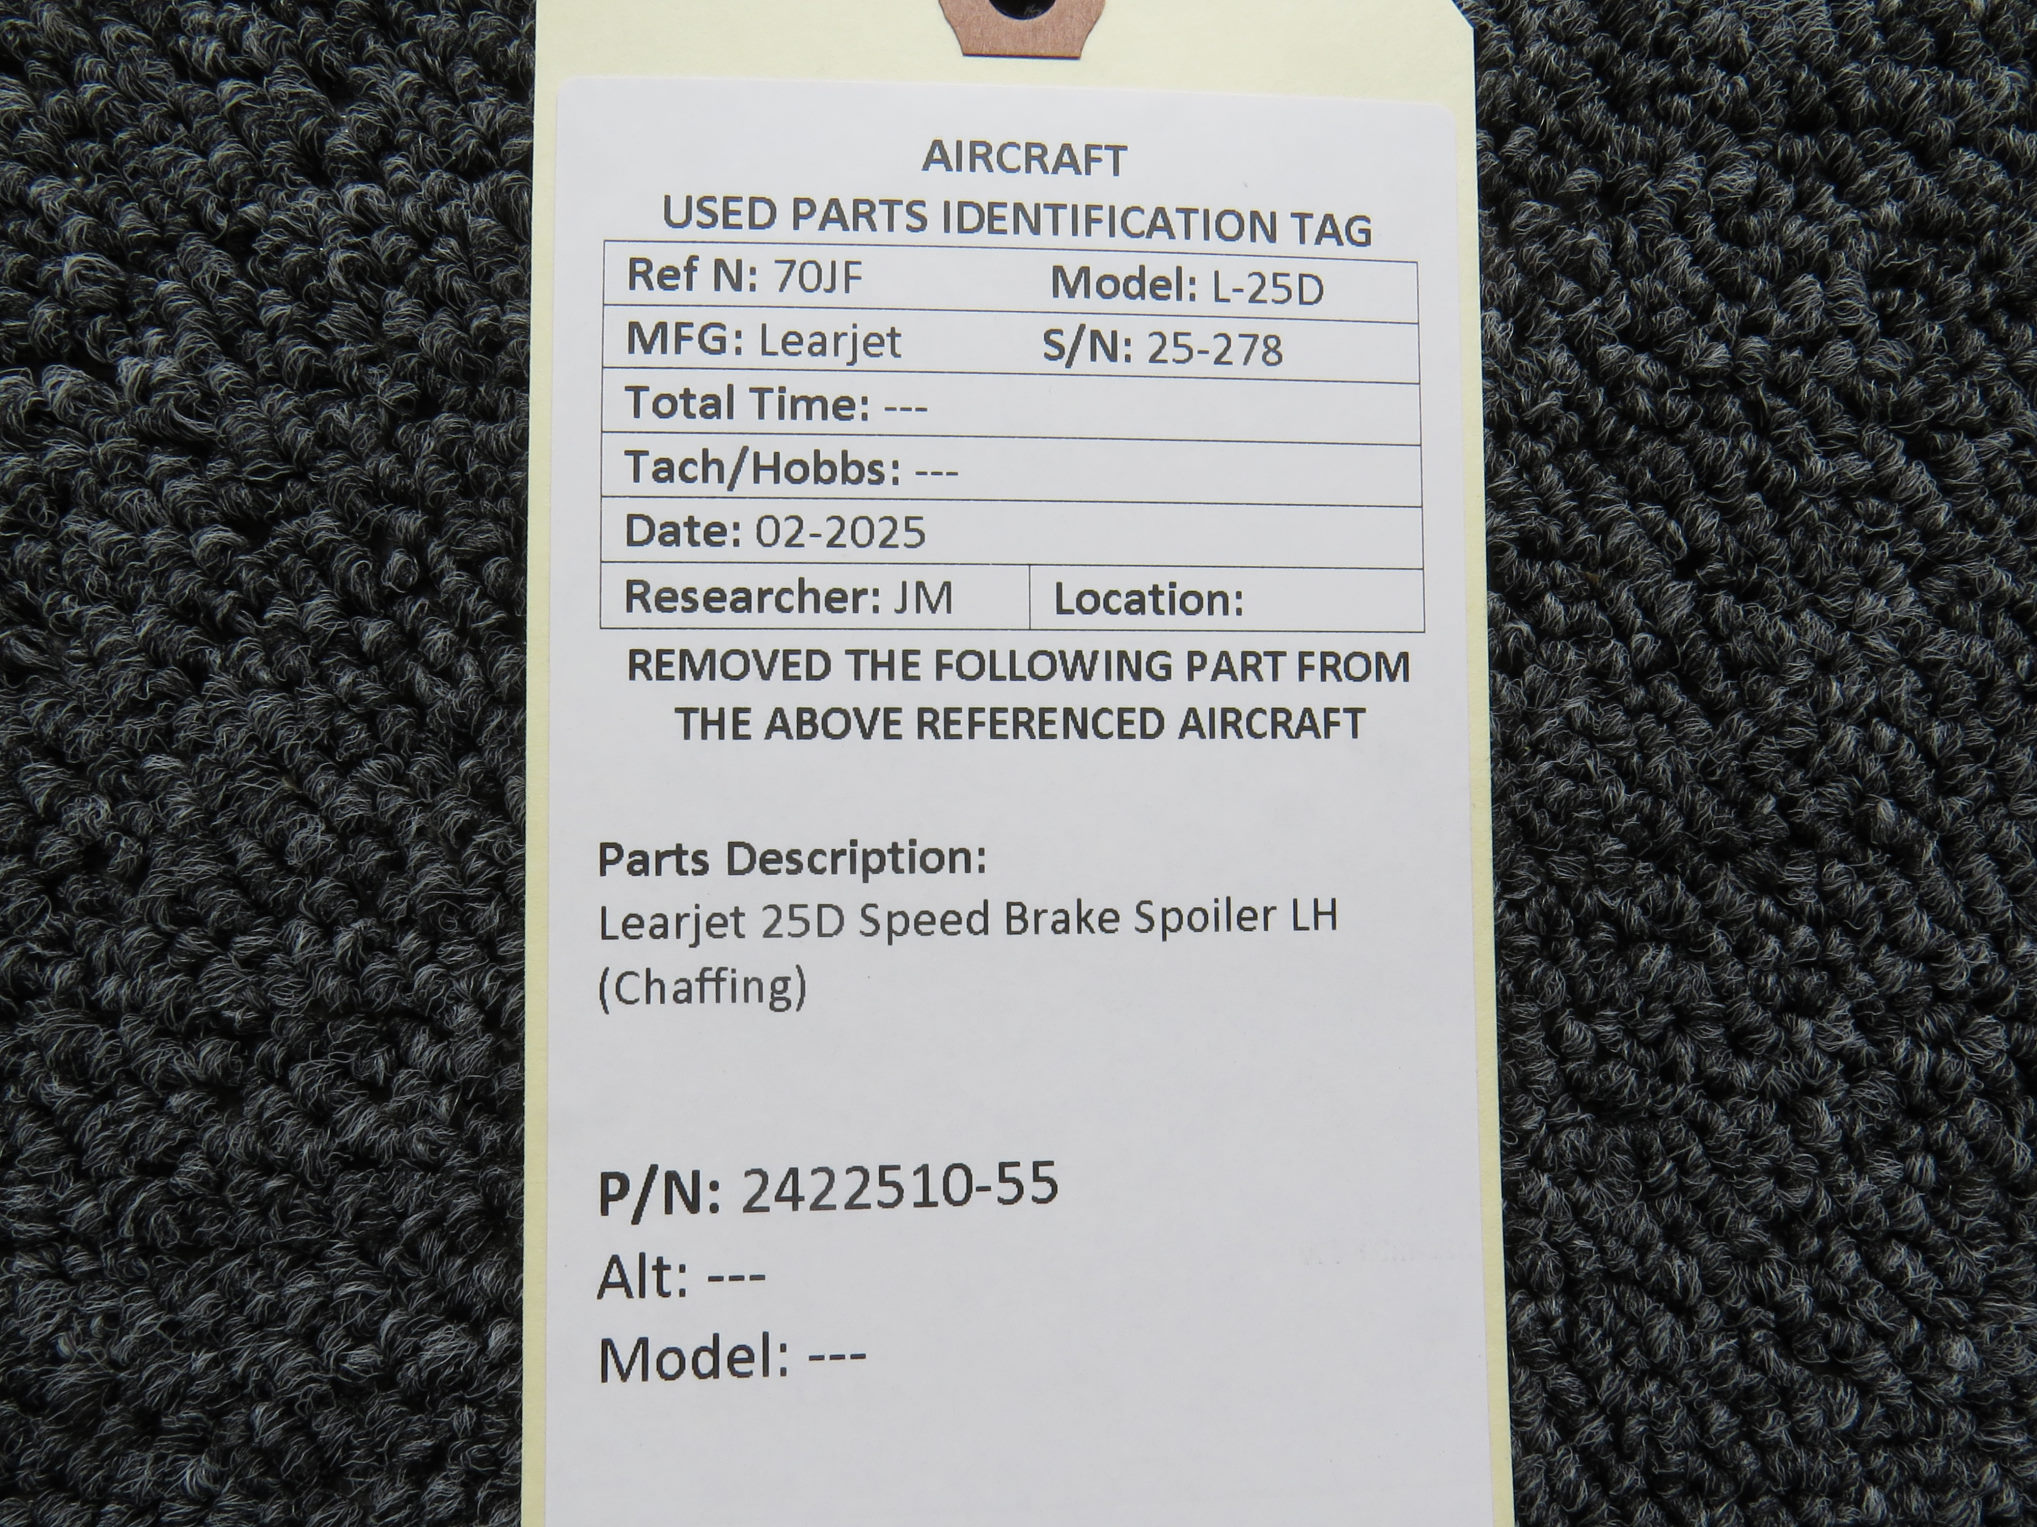 AIRCRAFT
USED PARTS IDENTIFICATION TAG
Ref N: 70JF Model: L-25D
MFG: Learjet S/N: 25-278
Total Time: ---
Tach/Hobbs: ---
Date: 02-2025
Researcher: JM Location:
REMOVED THE FOLLOWING PART FROM
THE ABOVE REFERENCED AIRCRAFT
Parts Description:
Learjet 25D Speed Brake Spoiler LH
(Chaffing)
P/N: 2422510-55
Alt: ---
Model: ---